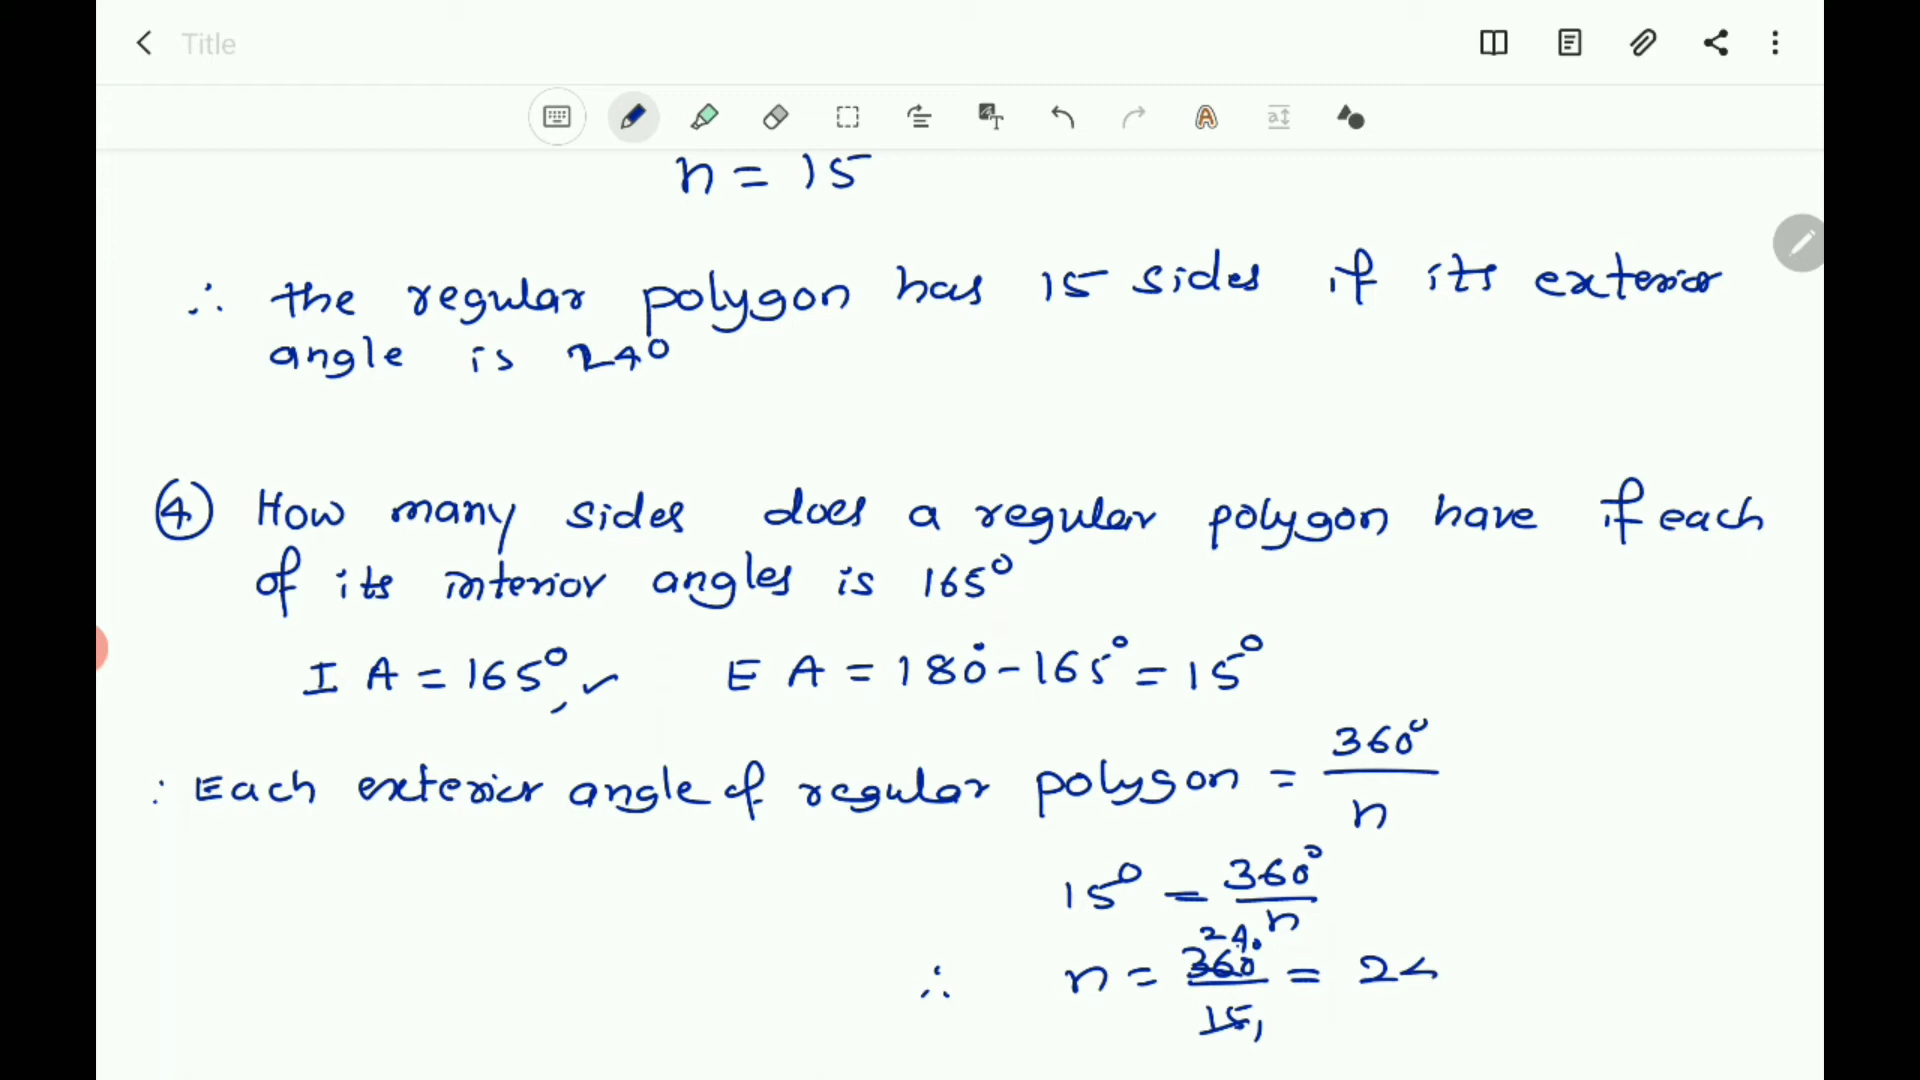 Title
n = 15
∴ the regular polygon has 15 sides if its exterior
angle is 24°
④ How many sides does a regular polygon have if each
of its interior angles is 165°
I A = 165°, ✓ E A = 180° - 165° = 15°
∴ Each exterior angle of regular polygon = 360° / n
15° = 360° / n
24
∴ n = 360 / 15 = 24
1